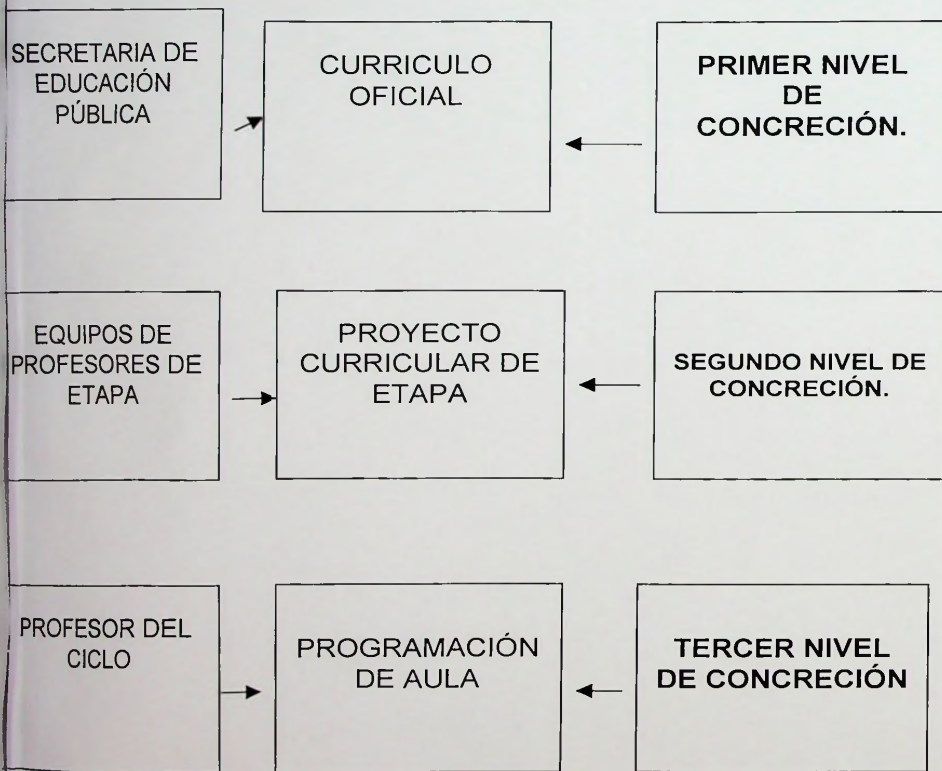 SECRETARIA DE
EDUCACIÓN
PÚBLICA
CURRICULO
OFICIAL
PRIMER NIVEL
DE
CONCRECIÓN.
EQUIPOS DE
PROFESORES DE
ETAPA
PROYECTO
CURRICULAR DE
ETAPA
SEGUNDO NIVEL DE
CONCRECIÓN.
PROFESOR DEL
CICLO
PROGRAMACIÓN
DE AULA
TERCER NIVEL
DE CONCRECIÓN